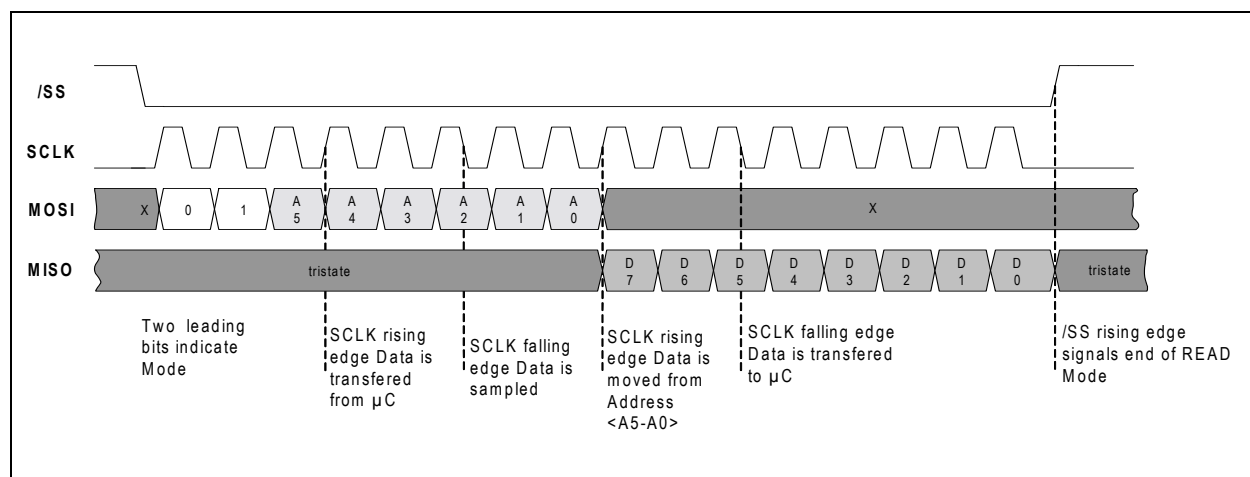 /SS
SCLK
MOSI
X
0
1
A
5
A
4
A
3
A
2
A
1
A
0
X
MISO
tristate
D
7
D
6
D
5
D
4
D
3
D
2
D
1
D
0
tristate
Two leading
bits indicate
Mode
SCLK rising
edge Data is
transfered
from µC
SCLK falling
edge Data is
sampled
SCLK rising
edge Data is
moved from
Address
<A5-A0>
SCLK falling edge
Data is transfered
to µC
/SS rising edge
signals end of READ
Mode